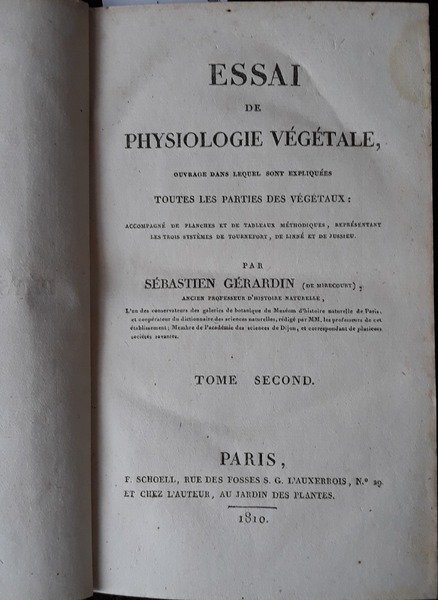 ESSAI
DE
PHYSIOLOGIE VÉGÉTALE,
OUVRAGE DANS LEQUEL SONT EXPLIQUÉES
TOUTES LES PARTIES DES VÉGÉTAUX:
ACCOMPAGNÉ DE PLANCHES ET DE TABLEAUX MÉTHODIQUES, REPRÉSENTANT
LES TROIS SYSTÈMES DE TOURNEFORT, DE LINNÉ ET DE JUSSIEU.
PAR
SÉBASTIEN GÉRARDIN (DE MIRECOURT),
ANCIEN PROFESSEUR D'HISTOIRE NATURELLE,
L'un des conservateurs des galeries de botanique du Muséum d'histoire naturelle de Paris,
et coopérateur du dictionnaire des sciences naturelles, rédigé par MM. les professeurs de cet
établissement; Membre de l'académie des sciences de Dijon, et correspondant de plusieurs
sociétés savantes.
TOME SECOND.
PARIS,
F. SCHOELL, RUE DES FOSSES S. G. L'AUXERROIS, N.º 29
ET CHEZ L'AUTEUR, AU JARDIN DES PLANTES.
1810.